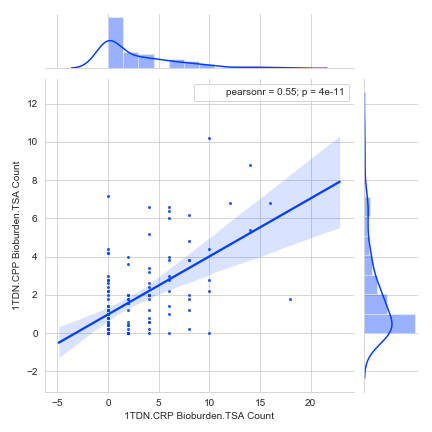 pearsonr = 0.55; p = 4e-11
12
10
8
6
4
2
0
−2
1TDN.CPP Bioburden.TSA Count
−5 0 5 10 15 20
1TDN.CRP Bioburden.TSA Count